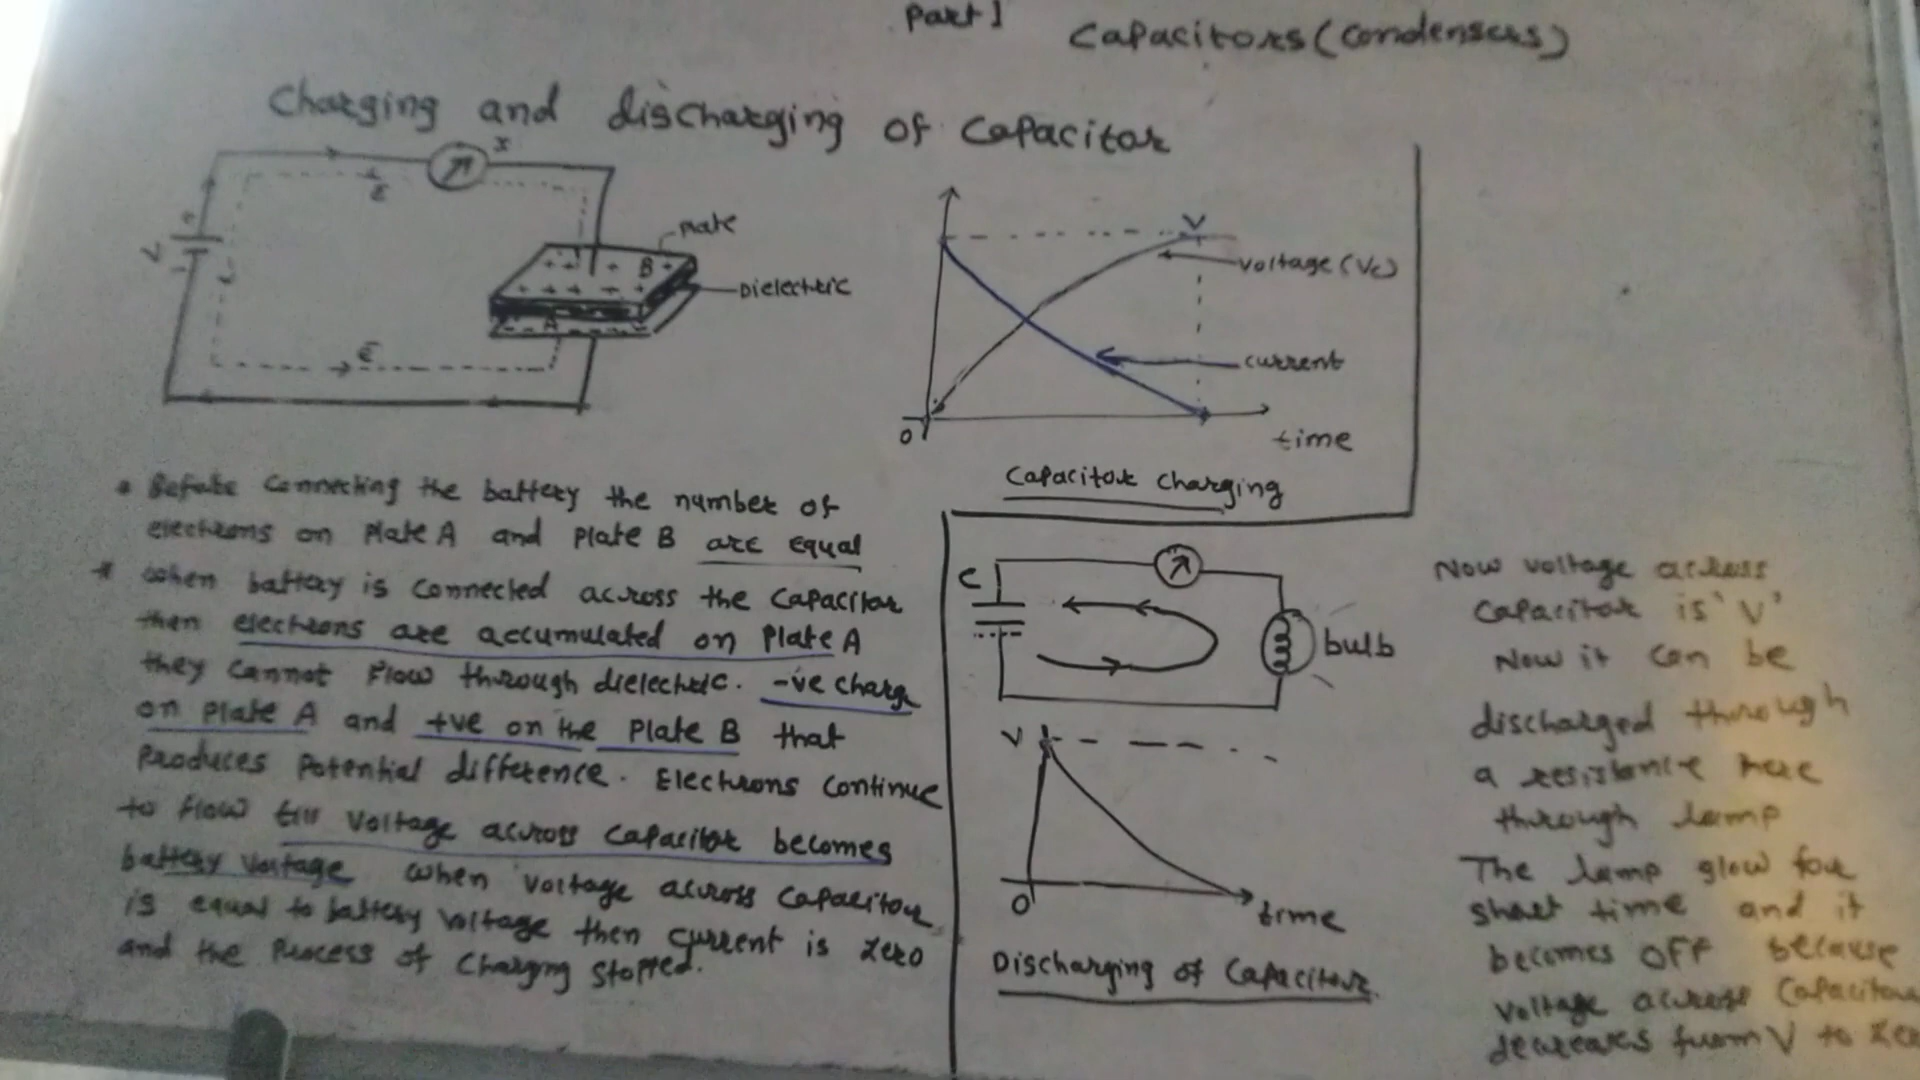 Part 1
Capacitors (Condensers)
Charging and discharging of Capacitor
I
E
V
+
-
Plate
B
Dielectric
A
E
V
Voltage (Vc)
current
0
time
Capacitor charging
Before connecting the battery the number of
electrons on Plate A and Plate B are equal
when battery is connected across the capacitor
then electrons are accumulated on Plate A
they cannot flow through dielectric. -ve charge
on plate A and +ve on the Plate B that
Produces Potential difference. Electrons continue
to flow till voltage across capacitor becomes
battery voltage when voltage across capacitor
is equal to battery voltage then current is zero
and the Process of Charging stopped.
C
bulb
V
0
time
Discharging of Capacitor
Now voltage across
capacitor is 'V'
Now it can be
discharged through
a resistance here
through lamp
The lamp glow for
short time and it
becomes OFF because
voltage across Capacitor
decreases from V to